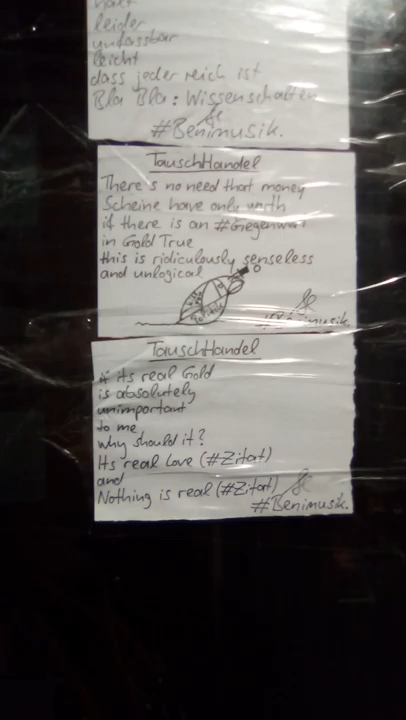 halt
leider
unfassbar
leicht
dass jeder reich ist
Bla Bla: Wissenschaften
#Benimusik.
TauschHandel
There's no need that money
Scheine have only worth
if there is an #Gegenwert
in Gold True
this is ridiculously senseless
and unlogical
#Benimusik.
TauschHandel
if its real Gold
is absolutely
unimportant
to me
why should it?
Its real Love (#Zitat)
and
Nothing is real (#Zitat)
#Benimusik.